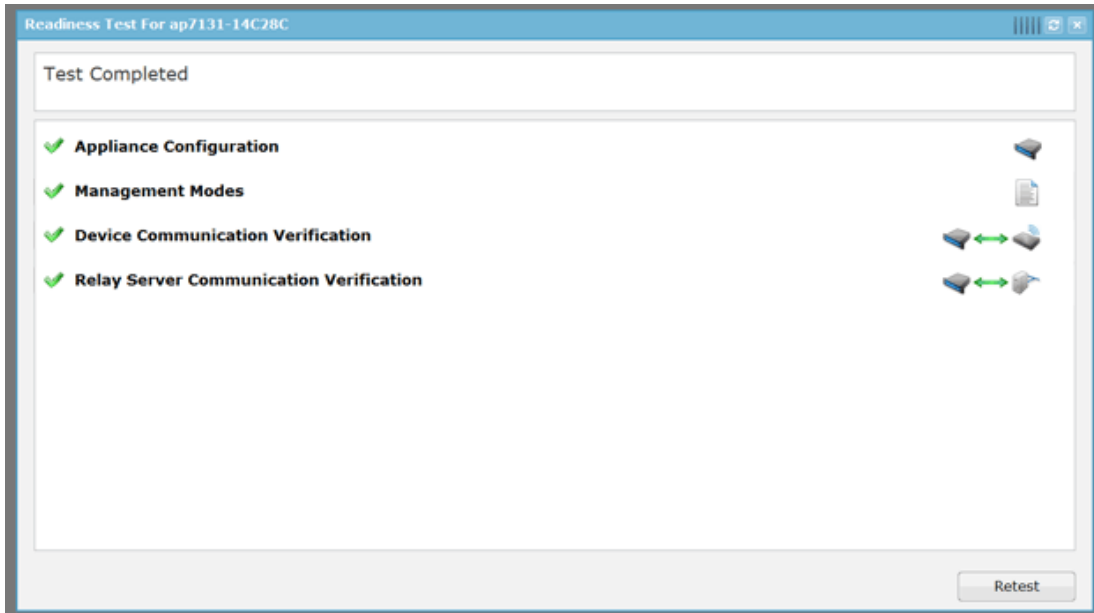 Readiness Test For ap7131-14C28C
Test Completed
Appliance Configuration
Management Modes
Device Communication Verification
Relay Server Communication Verification
Retest